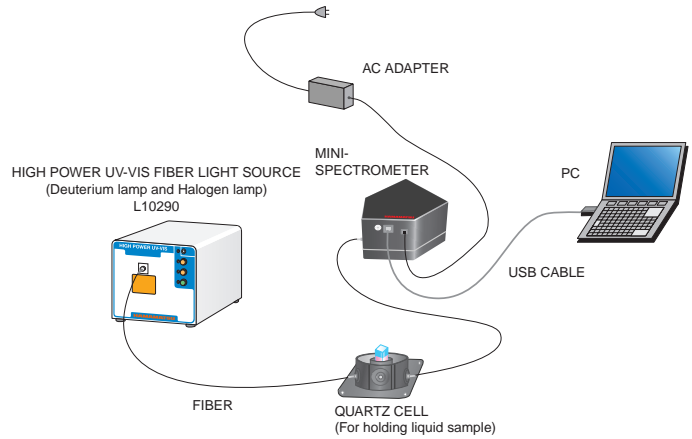 AC ADAPTER
MINI-
SPECTROMETER
PC
HIGH POWER UV-VIS FIBER LIGHT SOURCE
(Deuterium lamp and Halogen lamp)
L10290
HIGH POWER UV-VIS
USB CABLE
FIBER
QUARTZ CELL
(For holding liquid sample)